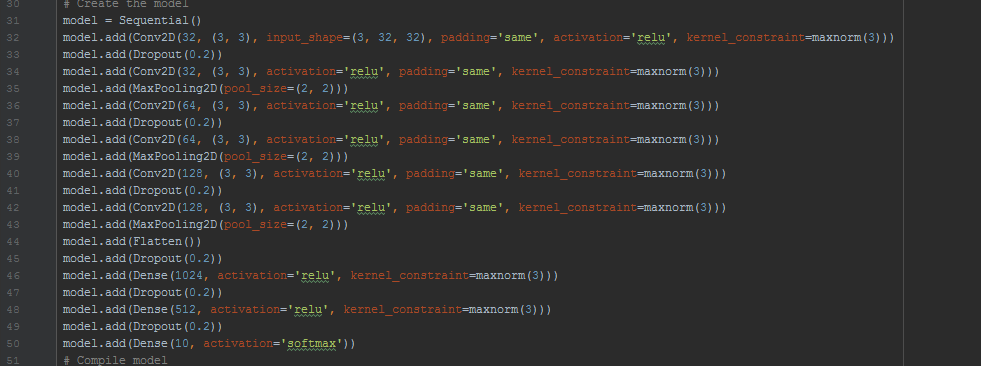 30 # Create the model
31 model = Sequential()
32 model.add(Conv2D(32, (3, 3), input_shape=(3, 32, 32), padding='same', activation='relu', kernel_constraint=maxnorm(3)))
33 model.add(Dropout(0.2))
34 model.add(Conv2D(32, (3, 3), activation='relu', padding='same', kernel_constraint=maxnorm(3)))
35 model.add(MaxPooling2D(pool_size=(2, 2)))
36 model.add(Conv2D(64, (3, 3), activation='relu', padding='same', kernel_constraint=maxnorm(3)))
37 model.add(Dropout(0.2))
38 model.add(Conv2D(64, (3, 3), activation='relu', padding='same', kernel_constraint=maxnorm(3)))
39 model.add(MaxPooling2D(pool_size=(2, 2)))
40 model.add(Conv2D(128, (3, 3), activation='relu', padding='same', kernel_constraint=maxnorm(3)))
41 model.add(Dropout(0.2))
42 model.add(Conv2D(128, (3, 3), activation='relu', padding='same', kernel_constraint=maxnorm(3)))
43 model.add(MaxPooling2D(pool_size=(2, 2)))
44 model.add(Flatten())
45 model.add(Dropout(0.2))
46 model.add(Dense(1024, activation='relu', kernel_constraint=maxnorm(3)))
47 model.add(Dropout(0.2))
48 model.add(Dense(512, activation='relu', kernel_constraint=maxnorm(3)))
49 model.add(Dropout(0.2))
50 model.add(Dense(10, activation='softmax'))
51 # Compile model